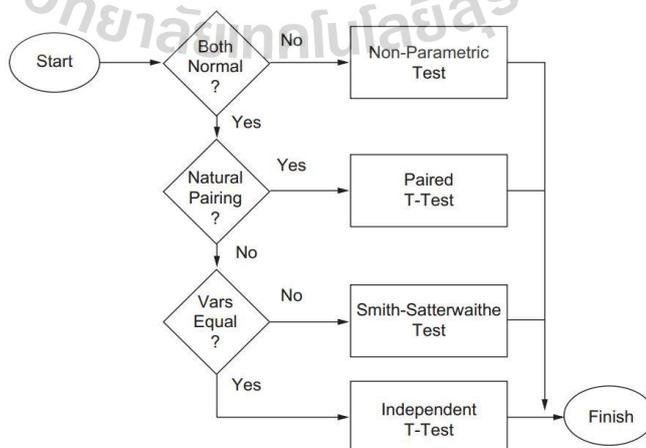 Start
Both
Normal
?
No
Non-Parametric
Test
Yes
Natural
Pairing
?
Yes
Paired
T-Test
No
Vars
Equal
?
No
Smith-Satterwaithe
Test
Yes
Independent
T-Test
Finish